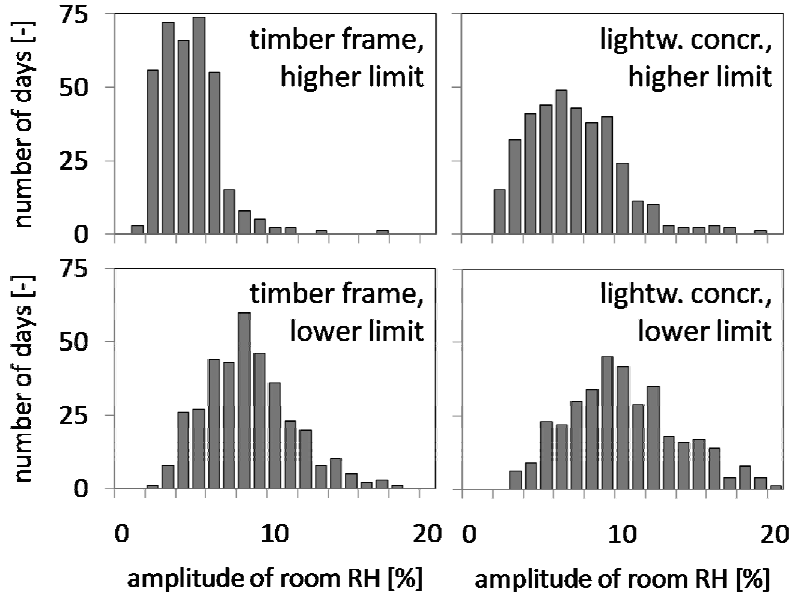 75
50
25
0
number of days [-]
timber frame,
higher limit
lightw. concr.,
higher limit
75
50
25
0
number of days [-]
timber frame,
lower limit
lightw. concr.,
lower limit
0 10 20
0 10 20
amplitude of room RH [%]
amplitude of room RH [%]